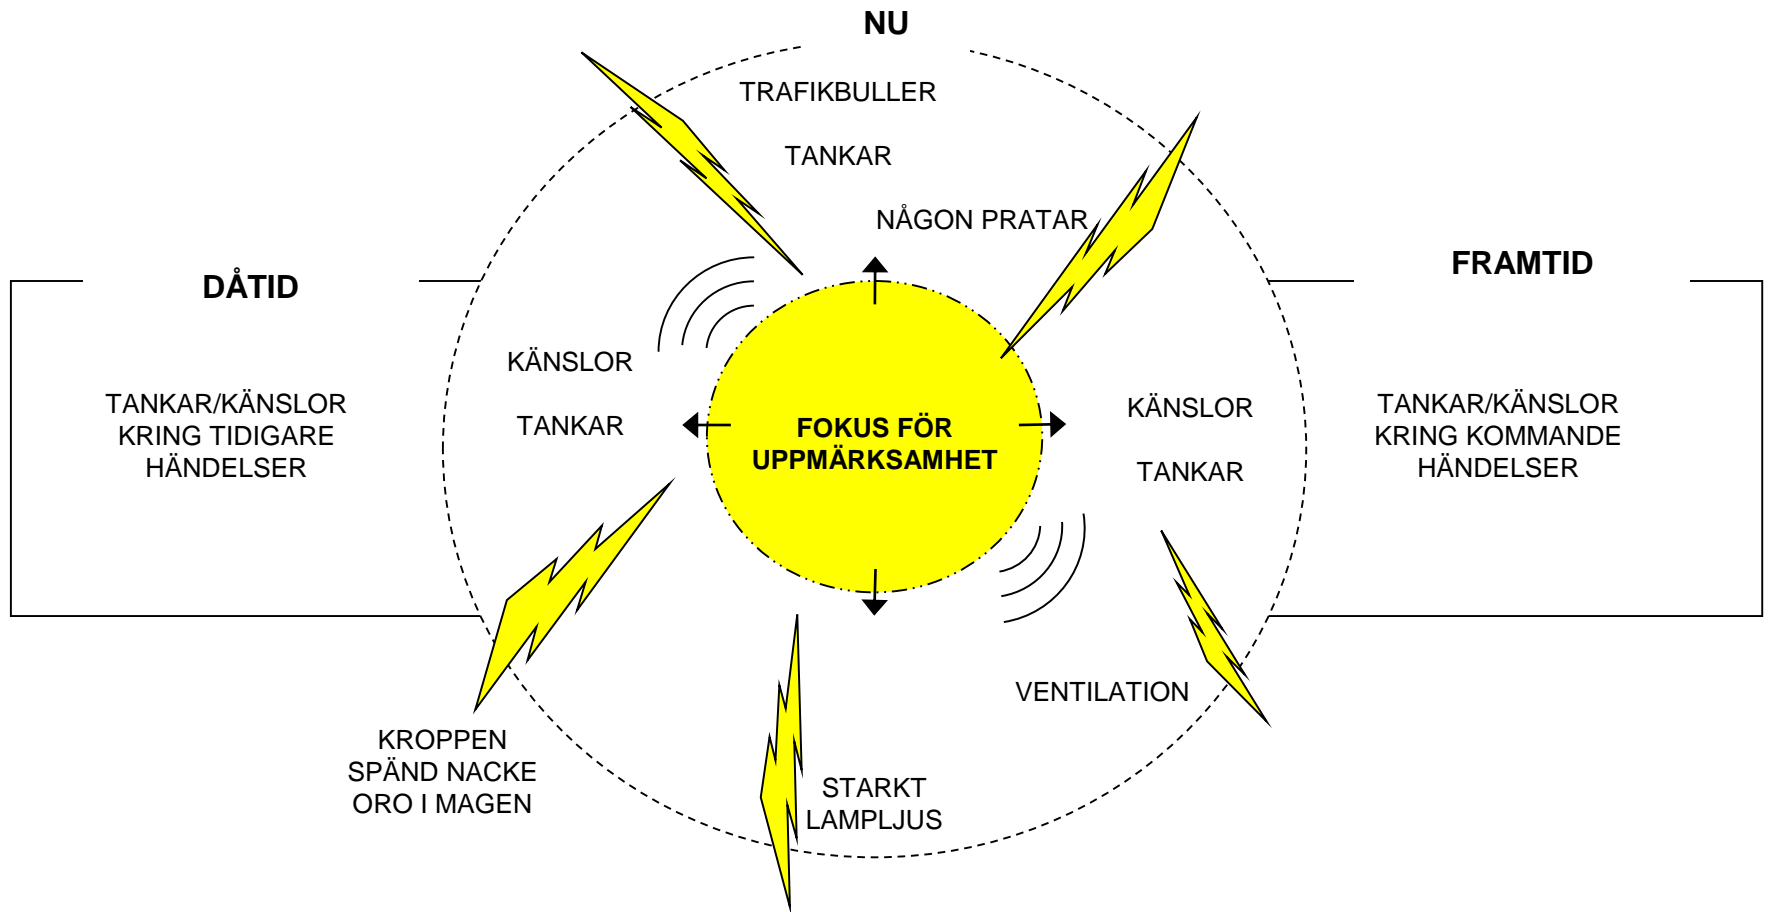 NU
TRAFIKBULLER
TANKAR
NÅGON PRATAR
DÅTID
TANKAR/KÄNSLOR
KRING TIDIGARE
HÄNDELSER
KÄNSLOR
TANKAR
FOKUS FÖR
UPPMÄRKSAMHET
KÄNSLOR
TANKAR
FRAMTID
TANKAR/KÄNSLOR
KRING KOMMANDE
HÄNDELSER
VENTILATION
KROPPEN
SPÄND NACKE
ORO I MAGEN
STARKT
LAMPLJUS